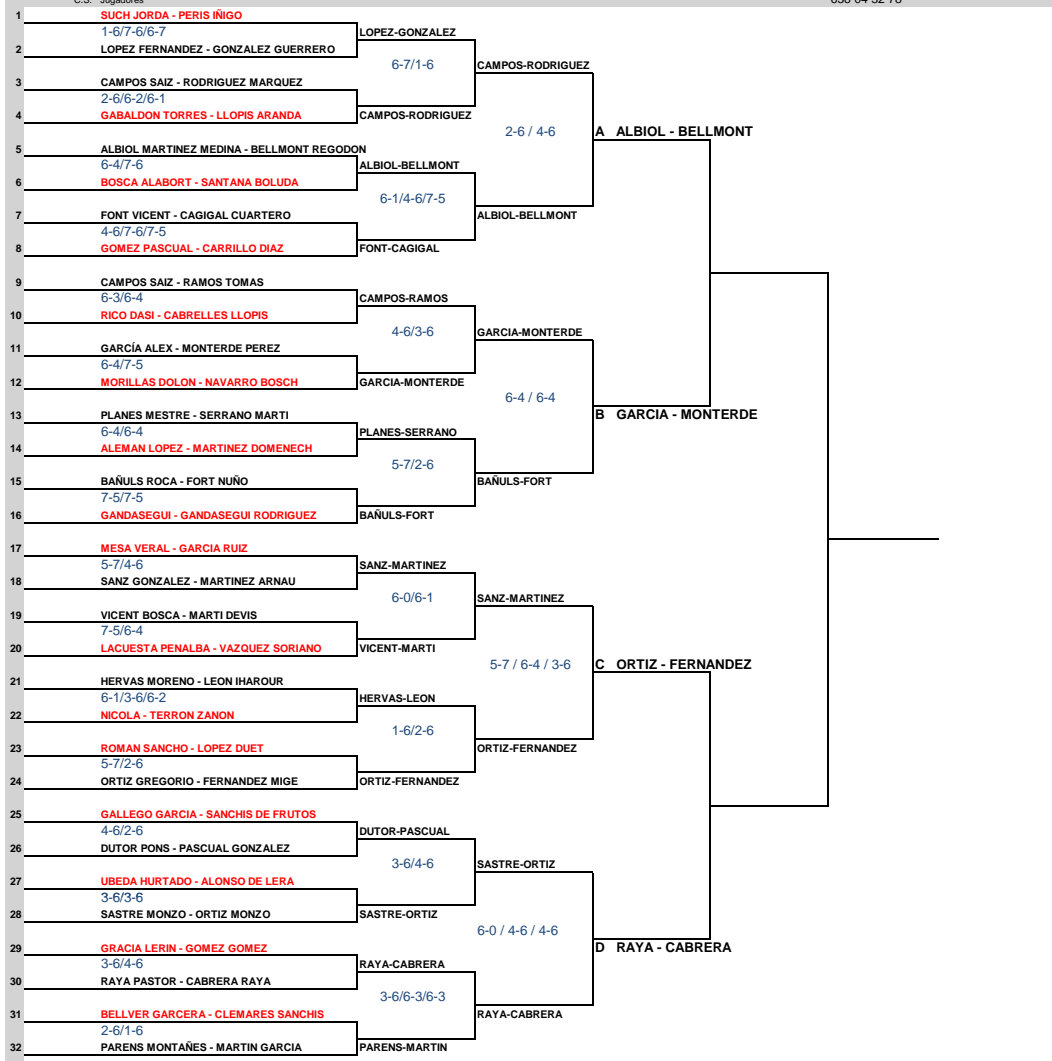 C.S. Jugadores
1 SUCH JORDA - PERIS IÑIGO
1-6/7-6/6-7 LOPEZ-GONZALEZ
2 LOPEZ FERNANDEZ - GONZALEZ GUERRERO
6-7/1-6 CAMPOS-RODRIGUEZ
3 CAMPOS SAIZ - RODRIGUEZ MARQUEZ
2-6/6-2/6-1
4 GABALDON TORRES - LLOPIS ARANDA CAMPOS-RODRIGUEZ
2-6 / 4-6 A ALBIOL - BELLMONT
5 ALBIOL MARTINEZ MEDINA - BELLMONT REGODON
6-4/7-6 ALBIOL-BELLMONT
6 BOSCA ALABORT - SANTANA BOLUDA
6-1/4-6/7-5
7 FONT VICENT - CAGIGAL CUARTERO ALBIOL-BELLMONT
4-6/7-6/7-5
8 GOMEZ PASCUAL - CARRILLO DIAZ FONT-CAGIGAL
9 CAMPOS SAIZ - RAMOS TOMAS
6-3/6-4 CAMPOS-RAMOS
10 RICO DASI - CABRELLES LLOPIS
4-6/3-6 GARCIA-MONTERDE
11 GARCÍA ALEX - MONTERDE PEREZ
6-4/7-5
12 MORILLAS DOLON - NAVARRO BOSCH GARCIA-MONTERDE
6-4 / 6-4
13 PLANES MESTRE - SERRANO MARTI B GARCIA - MONTERDE
6-4/6-4 PLANES-SERRANO
14 ALEMAN LOPEZ - MARTINEZ DOMENECH
5-7/2-6
15 BAÑULS ROCA - FORT NUÑO BAÑULS-FORT
7-5/7-5
16 GANDASEGUI - GANDASEGUI RODRIGUEZ BAÑULS-FORT
17 MESA VERAL - GARCIA RUIZ
5-7/4-6 SANZ-MARTINEZ
18 SANZ GONZALEZ - MARTINEZ ARNAU
6-0/6-1 SANZ-MARTINEZ
19 VICENT BOSCA - MARTI DEVIS
7-5/6-4
20 LACUESTA PENALBA - VAZQUEZ SORIANO VICENT-MARTI
5-7 / 6-4 / 3-6 C ORTIZ - FERNANDEZ
21 HERVAS MORENO - LEON IHAROUR
6-1/3-6/6-2 HERVAS-LEON
22 NICOLA - TERRON ZANON
1-6/2-6
23 ROMAN SANCHO - LOPEZ DUET ORTIZ-FERNANDEZ
5-7/2-6
24 ORTIZ GREGORIO - FERNANDEZ MIGE ORTIZ-FERNANDEZ
25 GALLEGO GARCIA - SANCHIS DE FRUTOS
4-6/2-6 DUTOR-PASCUAL
26 DUTOR PONS - PASCUAL GONZALEZ
3-6/4-6 SASTRE-ORTIZ
27 UBEDA HURTADO - ALONSO DE LERA
3-6/3-6
28 SASTRE MONZO - ORTIZ MONZO SASTRE-ORTIZ
6-0 / 4-6 / 4-6
29 GRACIA LERIN - GOMEZ GOMEZ D RAYA - CABRERA
3-6/4-6 RAYA-CABRERA
30 RAYA PASTOR - CABRERA RAYA
3-6/6-3/6-3
31 BELLVER GARCERA - CLEMARES SANCHIS RAYA-CABRERA
2-6/1-6
32 PARENS MONTAÑES - MARTIN GARCIA PARENS-MARTIN